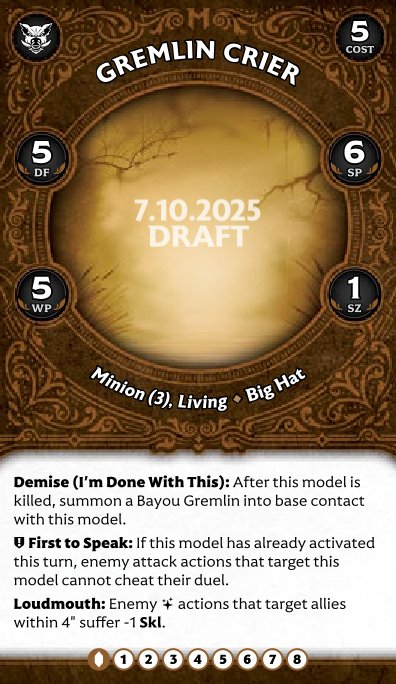 GREMLIN CRIER
5
COST
5
DF
6
SP
7.10.2025
DRAFT
5
WP
1
SZ
Minion (3), Living ◆ Big Hat
Demise (I'm Done With This): After this model is
killed, summon a Bayou Gremlin into base contact
with this model.
First to Speak: If this model has already activated
this turn, enemy attack actions that target this
model cannot cheat their duel.
Loudmouth: Enemy actions that target allies
within 4" suffer -1 Skl.
1 2 3 4 5 6 7 8